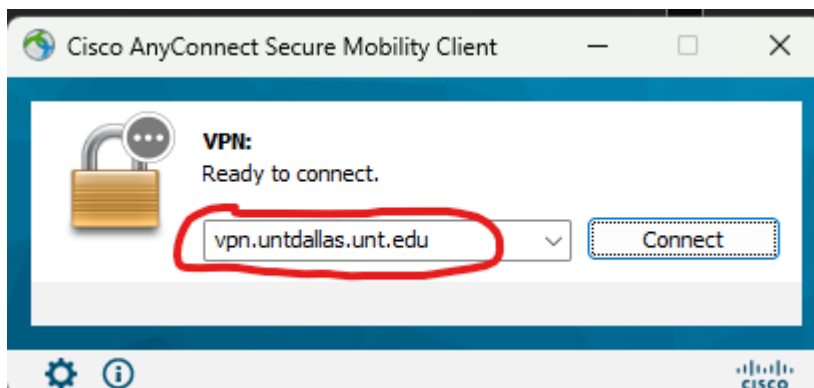 Cisco AnyConnect Secure Mobility Client
VPN:
Ready to connect.
vpn.untdallas.unt.edu
Connect
CISCO